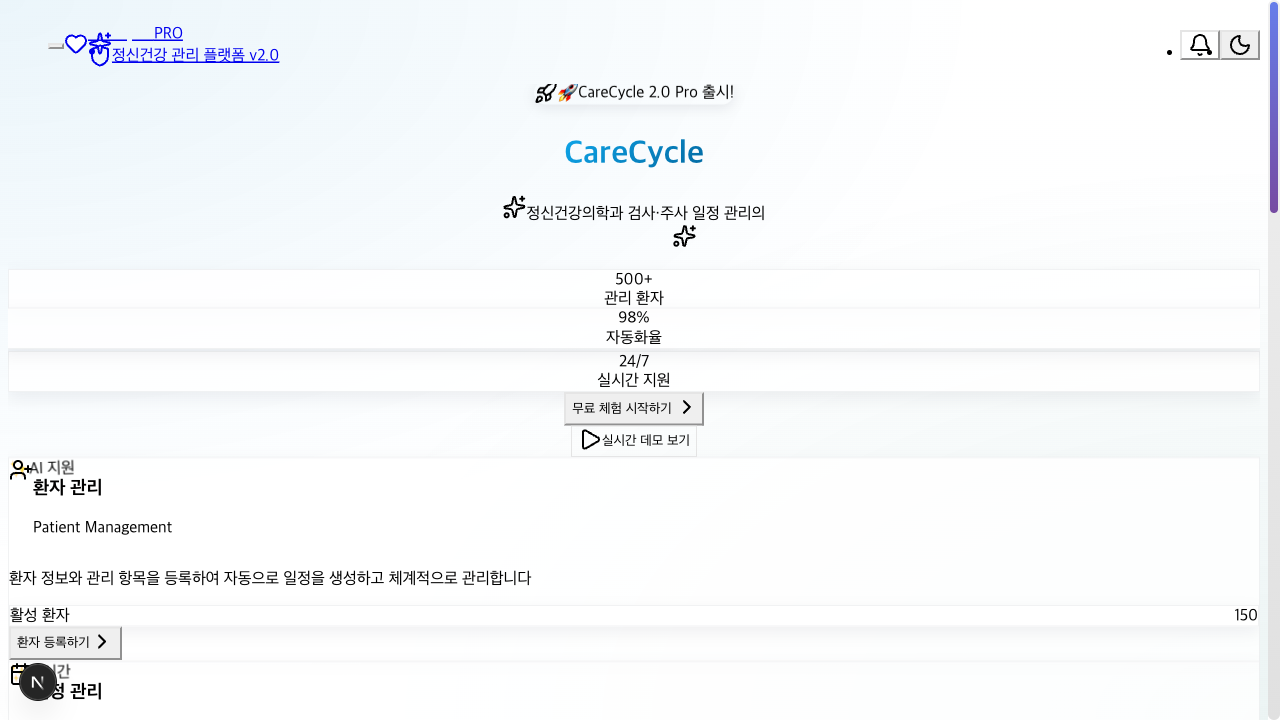 PRO
정신건강 관리 플랫폼 v2.0
🚀CareCycle 2.0 Pro 출시!
CareCycle
정신건강의학과 검사·주사 일정 관리의
500+
관리 환자
98%
자동화율
24/7
실시간 지원
무료 체험 시작하기
실시간 데모 보기
AI 지원
환자 관리
Patient Management
환자 정보와 관리 항목을 등록하여 자동으로 일정을 생성하고 체계적으로 관리합니다
활성 환자 150
환자 등록하기
관리